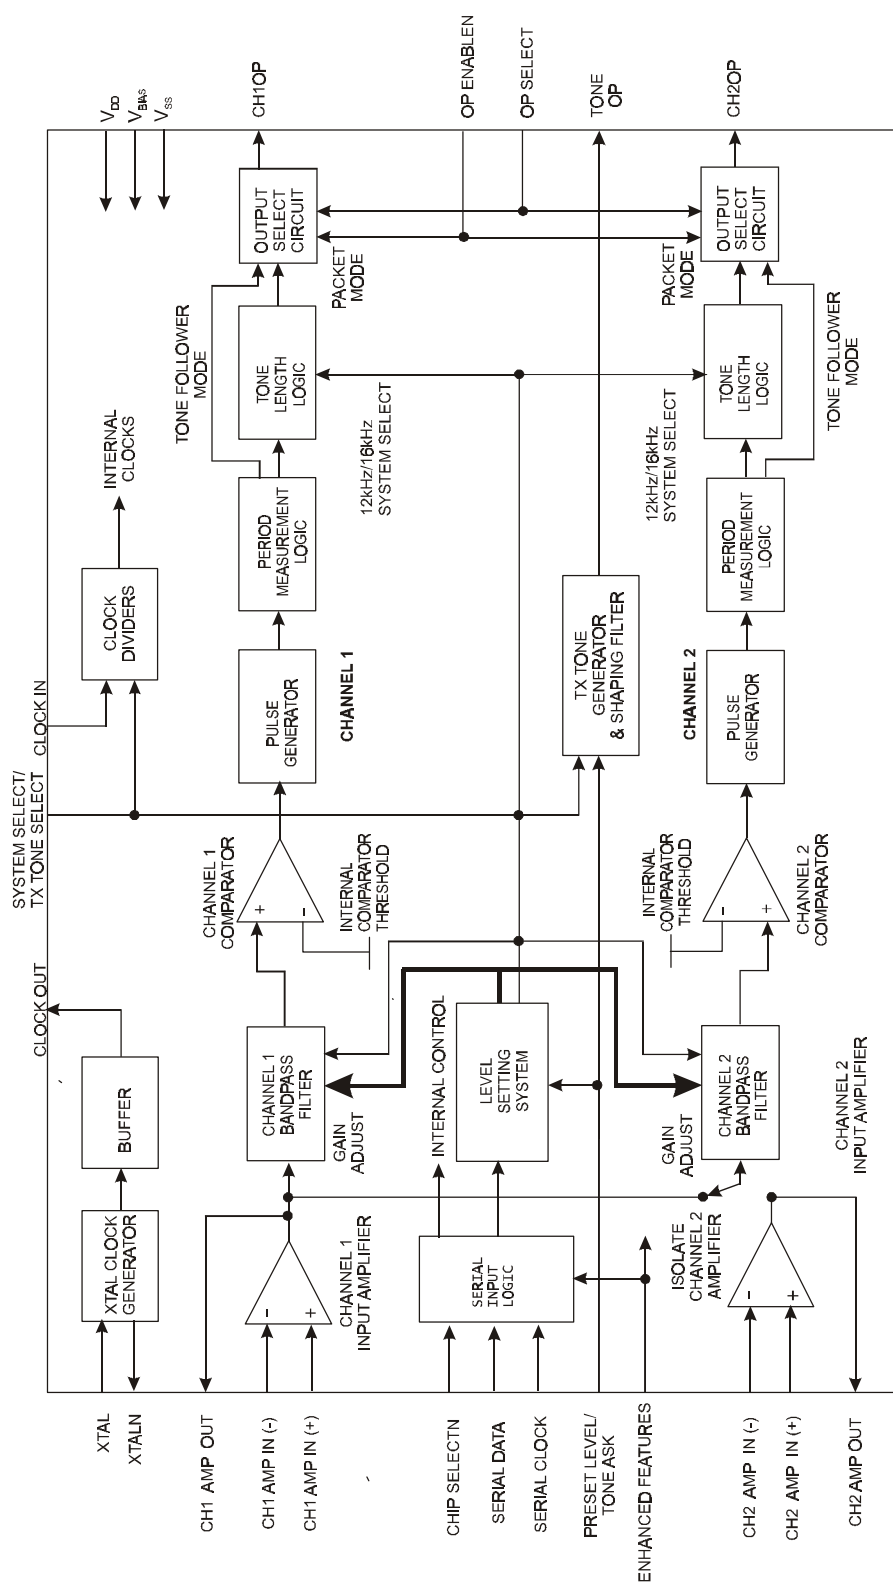 XTAL
XTALN
CH1 AMP OUT
CH1 AMP IN (-)
CH1 AMP IN (+)
CHIP SELECTN
SERIAL DATA
SERIAL CLOCK
PRESET LEVEL/
TONE ASK
ENHANCED FEATURES
CH2 AMP IN (-)
CH2 AMP IN (+)
CH2 AMP OUT
XTAL CLOCK
GENERATOR
BUFFER
CLOCK OUT
SYSTEM SELECT/
TX TONE SELECT
CLOCK IN
CLOCK
DIVIDERS
INTERNAL
CLOCKS
VDD
VBIAS
VSS
-
+
CHANNEL 1
INPUT AMPLIFIER
CHANNEL 1
BANDPASS
FILTER
GAIN
ADJUST
CHANNEL 1
COMPARATOR
+
-
INTERNAL
COMPARATOR
THRESHOLD
PULSE
GENERATOR
CHANNEL 1
PERIOD
MEASUREMENT
LOGIC
TONE FOLLOWER
MODE
TONE
LENGTH
LOGIC
12kHz/16kHz
SYSTEM SELECT
PACKET
MODE
OUTPUT
SELECT
CIRCUIT
CH1OP
OP ENABLEN
OP SELECT
TONE
OP
SERIAL
INPUT
LOGIC
INTERNAL CONTROL
LEVEL
SETTING
SYSTEM
TX TONE
GENERATOR
& SHAPING FILTER
ISOLATE
CHANNEL 2
AMPLIFIER
-
+
CHANNEL 2
INPUT AMPLIFIER
GAIN
ADJUST
CHANNEL 2
BANDPASS
FILTER
INTERNAL
COMPARATOR
THRESHOLD
-
+
CHANNEL 2
COMPARATOR
CHANNEL 2
PULSE
GENERATOR
PERIOD
MEASUREMENT
LOGIC
12kHz/16kHz
SYSTEM SELECT
TONE
LENGTH
LOGIC
TONE FOLLOWER
MODE
PACKET
MODE
OUTPUT
SELECT
CIRCUIT
CH2OP